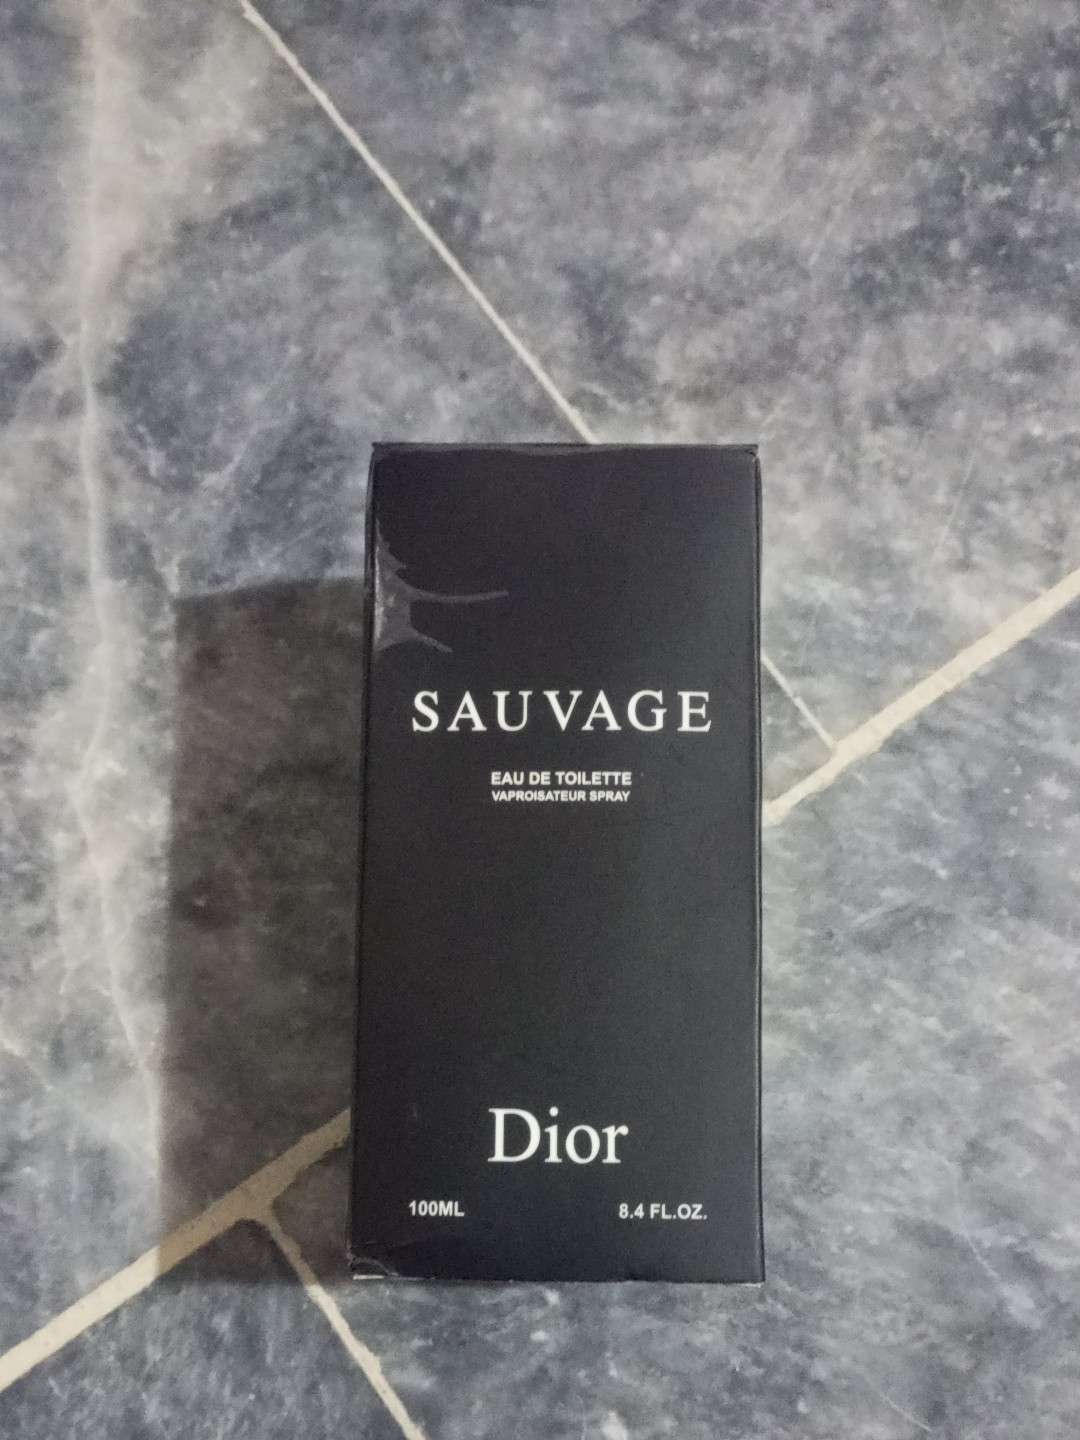 SAUVAGE
EAU DE TOILETTE
VAPROISATEUR SPRAY
Dior
100ML 8.4 FL.OZ.